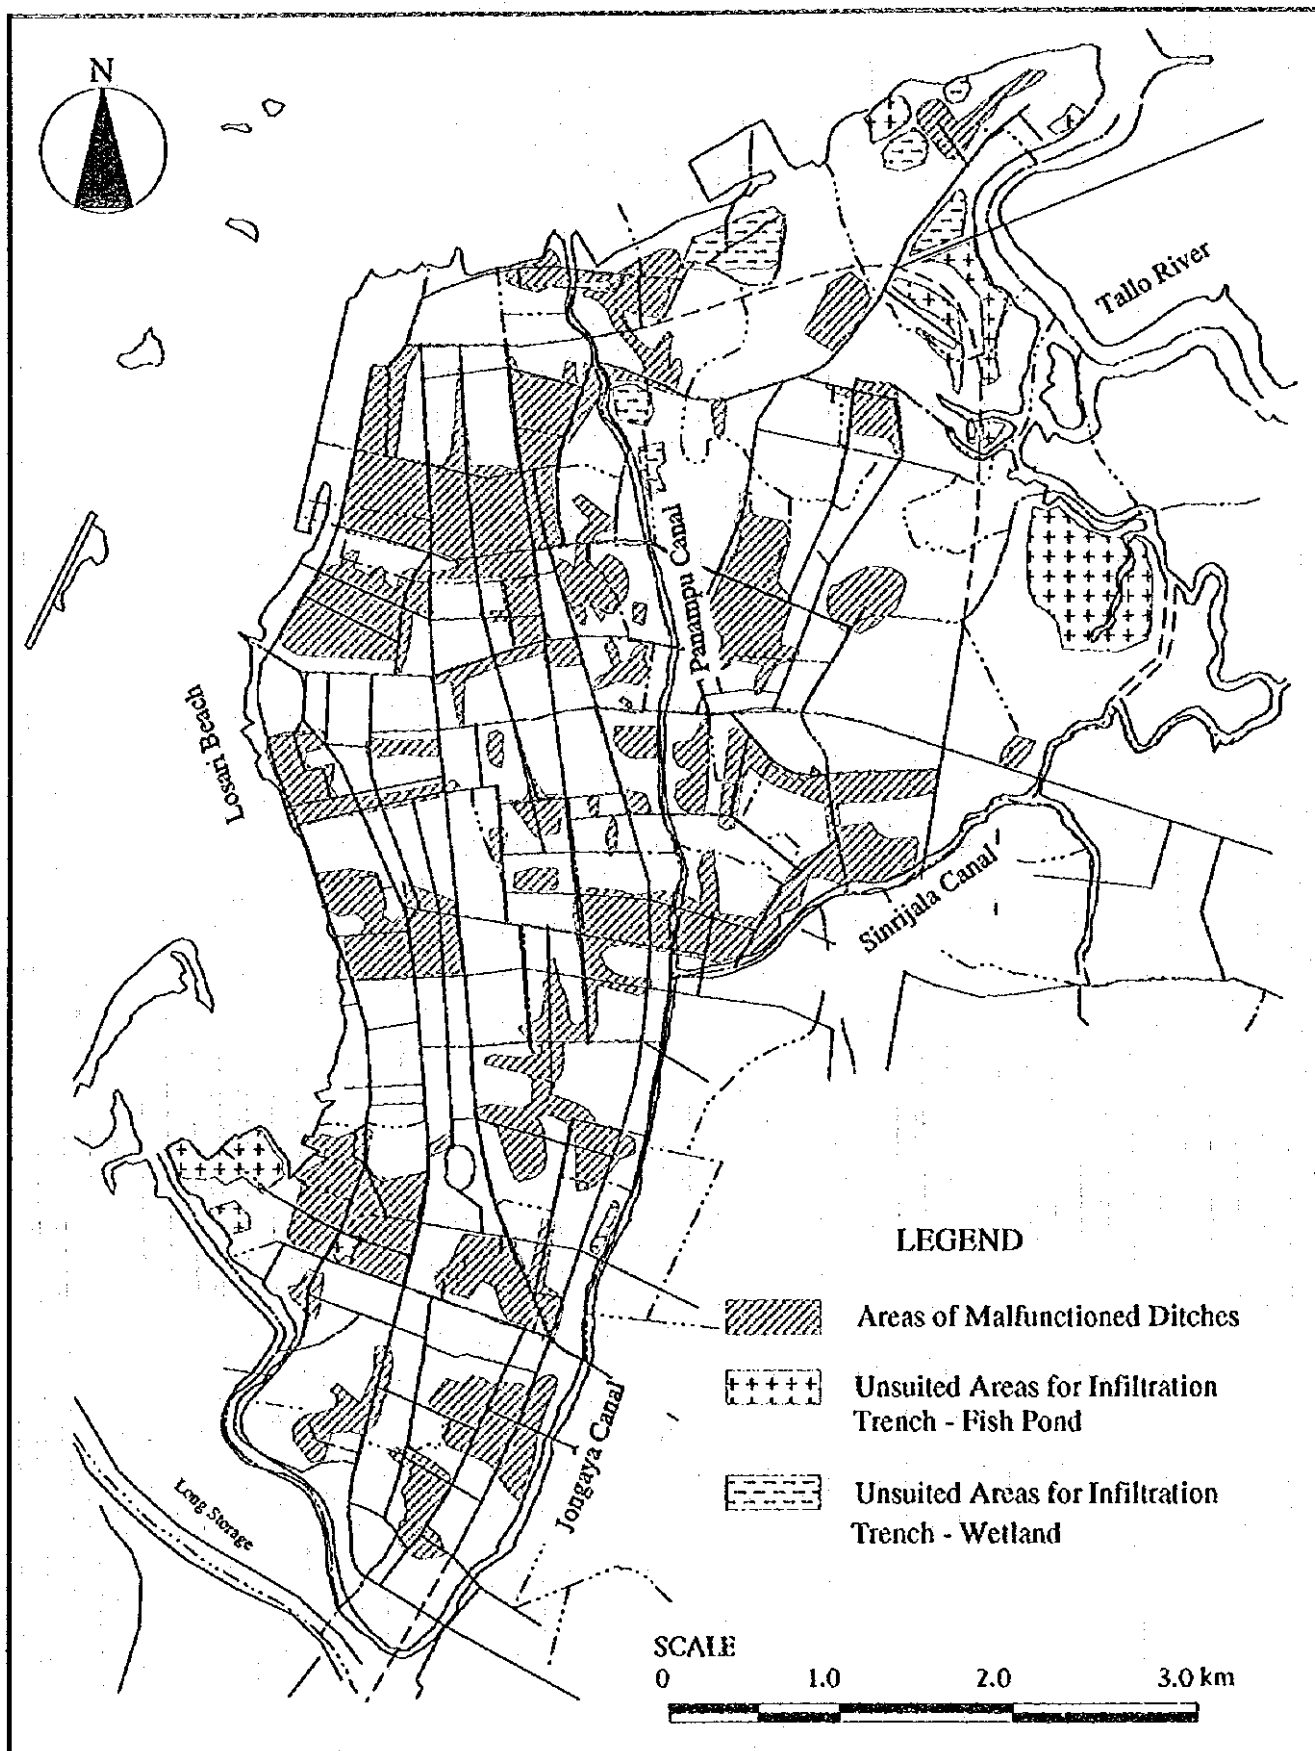 N
Tallo River
Panampu Canal
Losari Beach
Sinrijala Canal
LEGEND
Areas of Malfunctioned Ditches
Unsuited Areas for Infiltration
Trench - Fish Pond
Unsuited Areas for Infiltration
Trench - Wetland
Jongaya Canal
Long Storage
SCALE
0 1.0 2.0 3.0 km